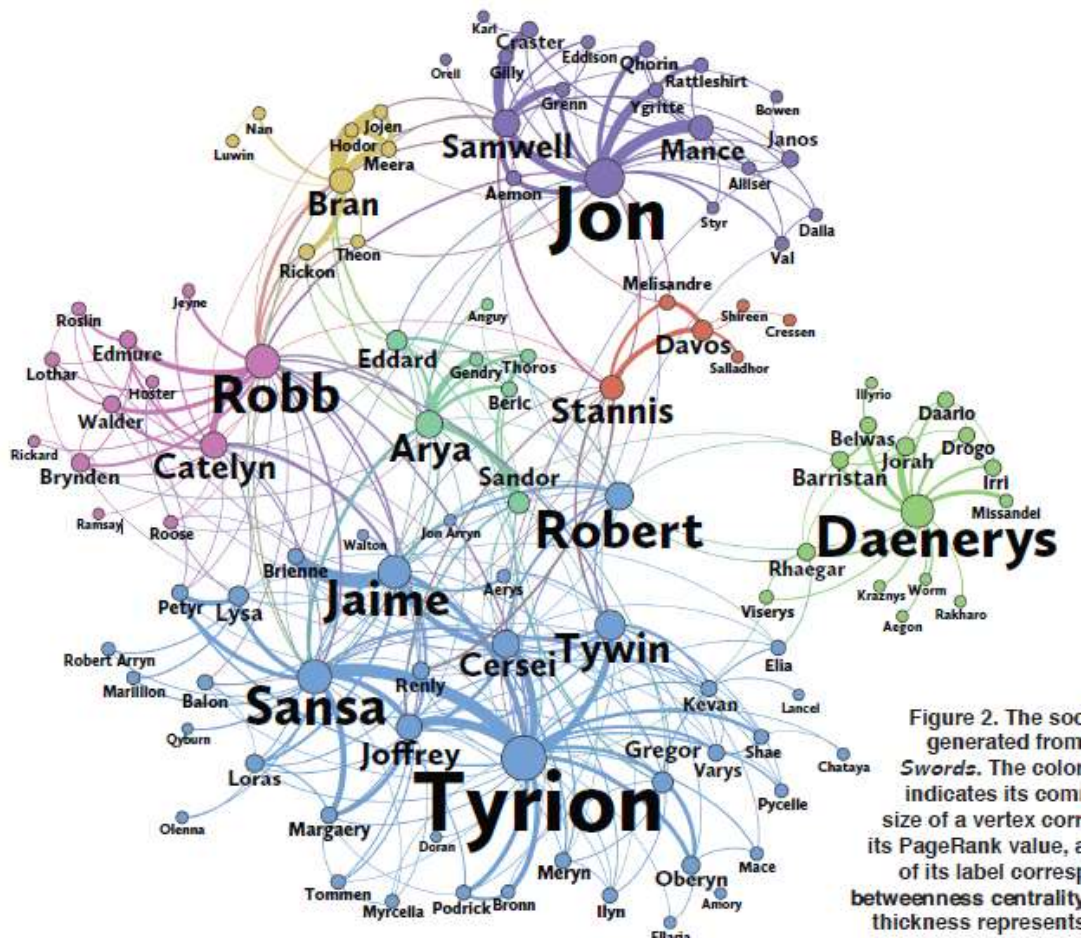 Karl
Craster
Eddison
Orell
Gilly
Qhorin
Rattleshirt
Grenn
Ygritte
Bowen
Nan
Jojen
Luwin
Hodor
Meera
Samwell
Mance
Janos
Bran
Aemon
Alliser
Jon
Styr
Dalla
Rickon
Theon
Val
Melisandre
Jeyne
Anguy
Shireen
Roslin
Cressen
Edmure
Eddard
Davos
Lothar
Gendry
Thoros
Salladhor
Hoster
Robb
Beric
Stannis
Illyrio
Walder
Daario
Arya
Belwas
Drogo
Rickard
Catelyn
Jorah
Brynden
Sandor
Barristan
Irri
Missandei
Ramsay
Roose
Jon Arryn
Robert
Daenerys
Walton
Brienne
Rhaegar
Jaime
Aerys
Kraznys
Worm
Petyr
Lysa
Viserys
Rakharo
Aegon
Robert Arryn
Cersei
Tywin
Elia
Marillion
Renly
Balon
Sansa
Kevan
Lancel
Qyburn
Joffrey
Gregor
Shae
Loras
Varys
Chataya
Tyrion
Pycelle
Olenna
Margaery
Doran
Meryn
Mace
Tommen
Oberyn
Myrcella
Podrick
Bronn
Ilyn
Amory
Ellaria
Figure 2. The soc
generated from
Swords. The color
indicates its comm
size of a vertex corr
its PageRank value, a
of its label corresp
betweenness centrality
thickness represents